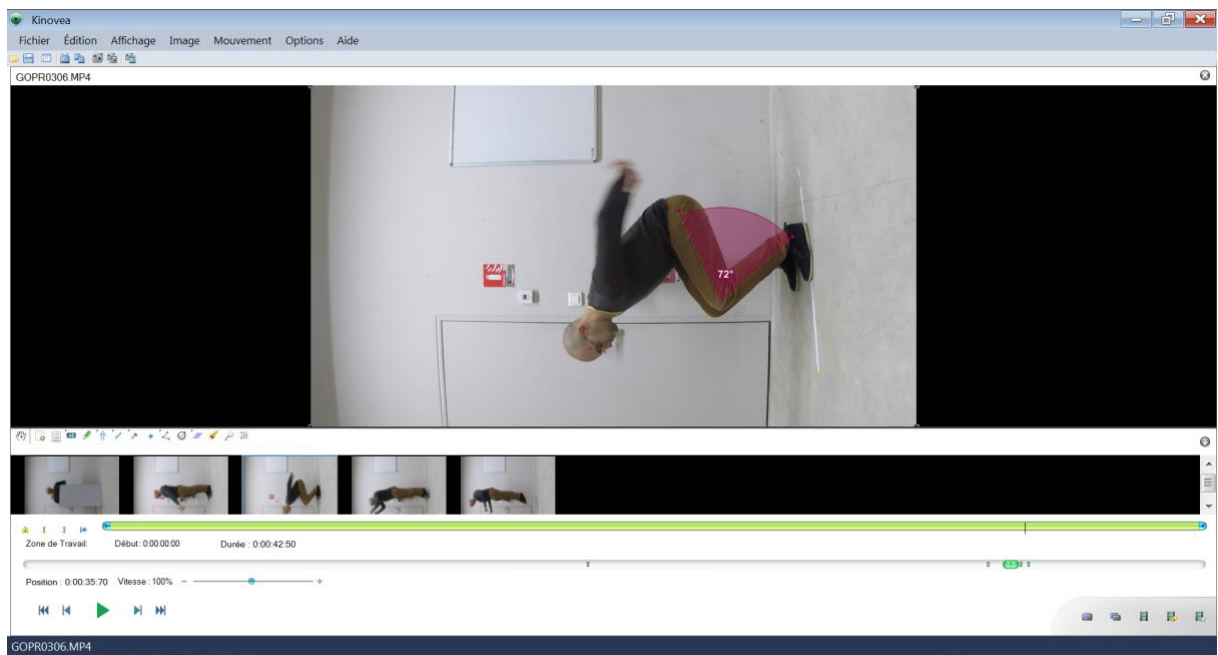 Kinovea
Fichier Édition Affichage Image Mouvement Options Aide
GOPR0306.MP4
72°
Zone de Travail: Début : 0:00:00:00 Durée : 0:00:42:50
Position : 0:00:35:70 Vitesse : 100%
GOPR0306.MP4